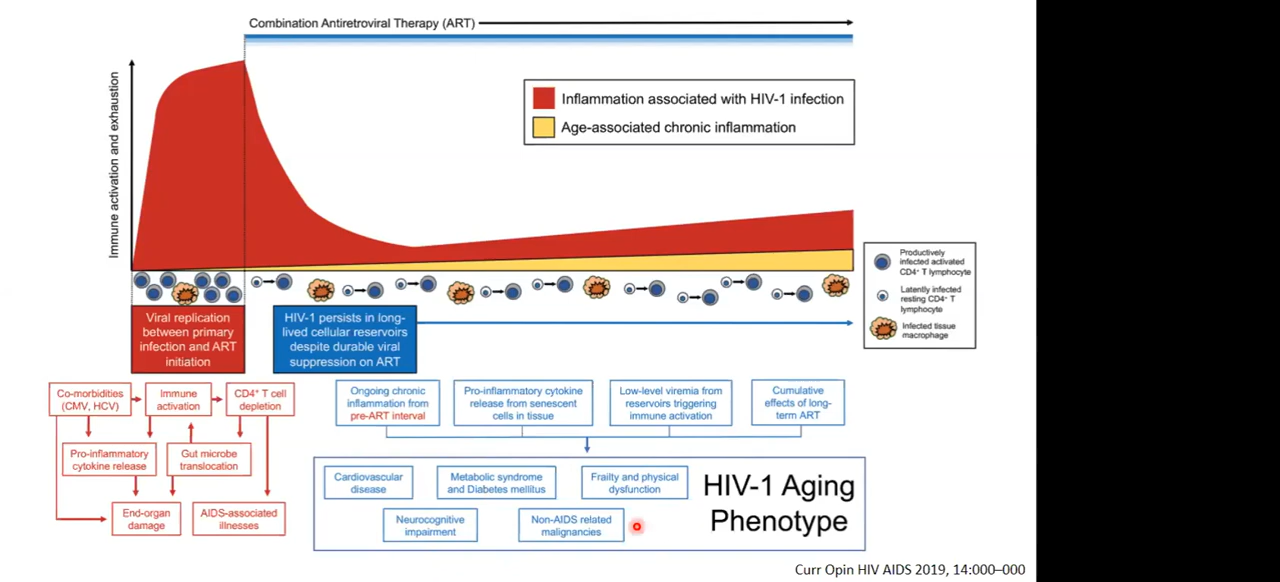 Combination Antiretroviral Therapy (ART)
Immune activation and exhaustion
Inflammation associated with HIV-1 infection
Age-associated chronic inflammation
Productively
infected activated
CD4⁺ T lymphocyte
Latently infected
resting CD4⁺ T
lymphocyte
Infected tissue
macrophage
Viral replication
between primary
infection and ART
initiation
HIV-1 persists in long-
lived cellular reservoirs
despite durable viral
suppression on ART
Co-morbidities
(CMV, HCV)
Immune
activation
CD4⁺ T cell
depletion
Pro-inflammatory
cytokine release
Gut microbe
translocation
End-organ
damage
AIDS-associated
illnesses
Ongoing chronic
inflammation from
pre-ART interval
Pro-inflammatory cytokine
release from senescent
cells in tissue
Low-level viremia from
reservoirs triggering
immune activation
Cumulative
effects of long-
term ART
Cardiovascular
disease
Metabolic syndrome
and Diabetes mellitus
Frailty and physical
dysfunction
Neurocognitive
impairment
Non-AIDS related
malignancies
HIV-1 Aging
Phenotype
Curr Opin HIV AIDS 2019, 14:000–000